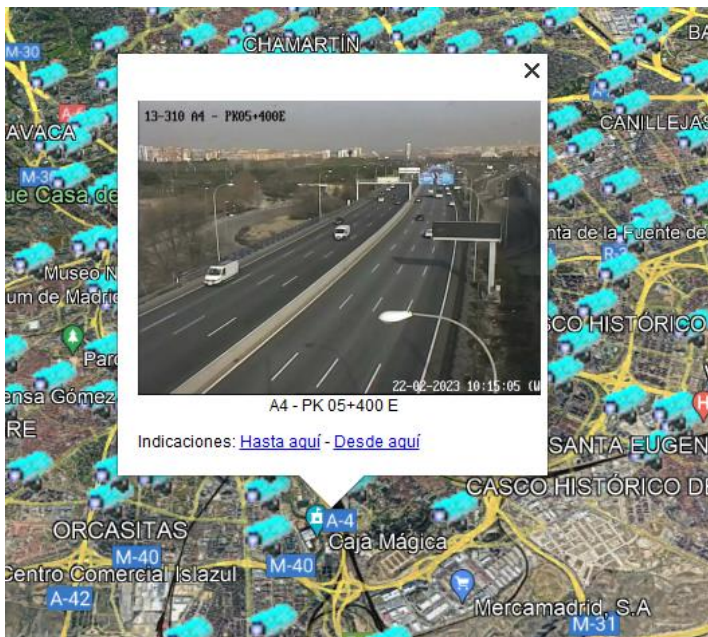 M-30
CHAMARTÍN
BA
A-6
AVACA
CANILLEJAS
ue Casa de
Museo N
um de Madrid
Parq
ensa Gómez
RE
nta de la Fuente de
R-3
SCO HISTÓRICO
13-310 A4 - PK05+400E
22-02-2023 10:15:05 (W
A4 - PK 05+400 E
Indicaciones: Hasta aquí - Desde aquí
H
SANTA EUGEN
CASCO HISTÓRICO DE
A-4
ORCASITAS
Caja Mágica
M-40
M-40
Centro Comercial Islazul
A-42
Mercamadrid, S.A
M-31